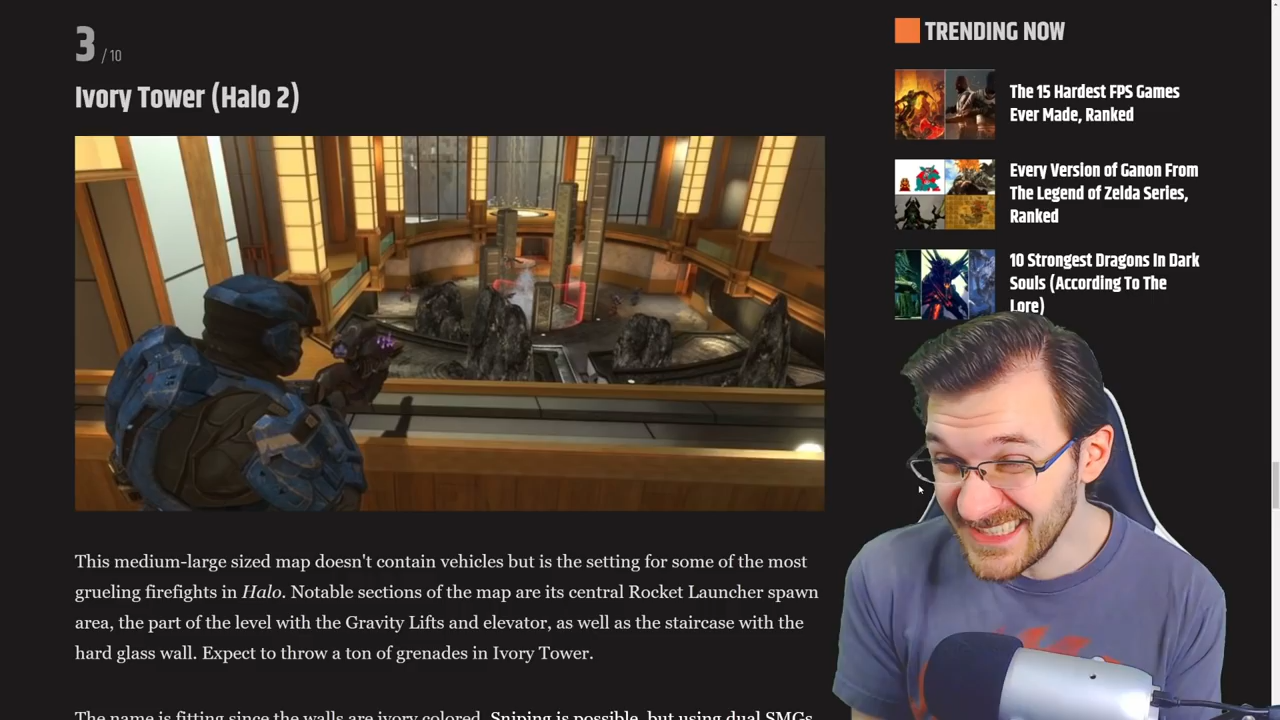 3 / 10
Ivory Tower (Halo 2)
This medium-large sized map doesn't contain vehicles but is the setting for some of the most
grueling firefights in Halo. Notable sections of the map are its central Rocket Launcher spawn
area, the part of the level with the Gravity Lifts and elevator, as well as the staircase with the
hard glass wall. Expect to throw a ton of grenades in Ivory Tower.
The name is fitting since the walls are ivory colored. Sniping is possible, but using dual SMGs
TRENDING NOW
The 15 Hardest FPS Games
Ever Made, Ranked
Every Version of Ganon From
The Legend of Zelda Series,
Ranked
10 Strongest Dragons In Dark
Souls (According To The
Lore)